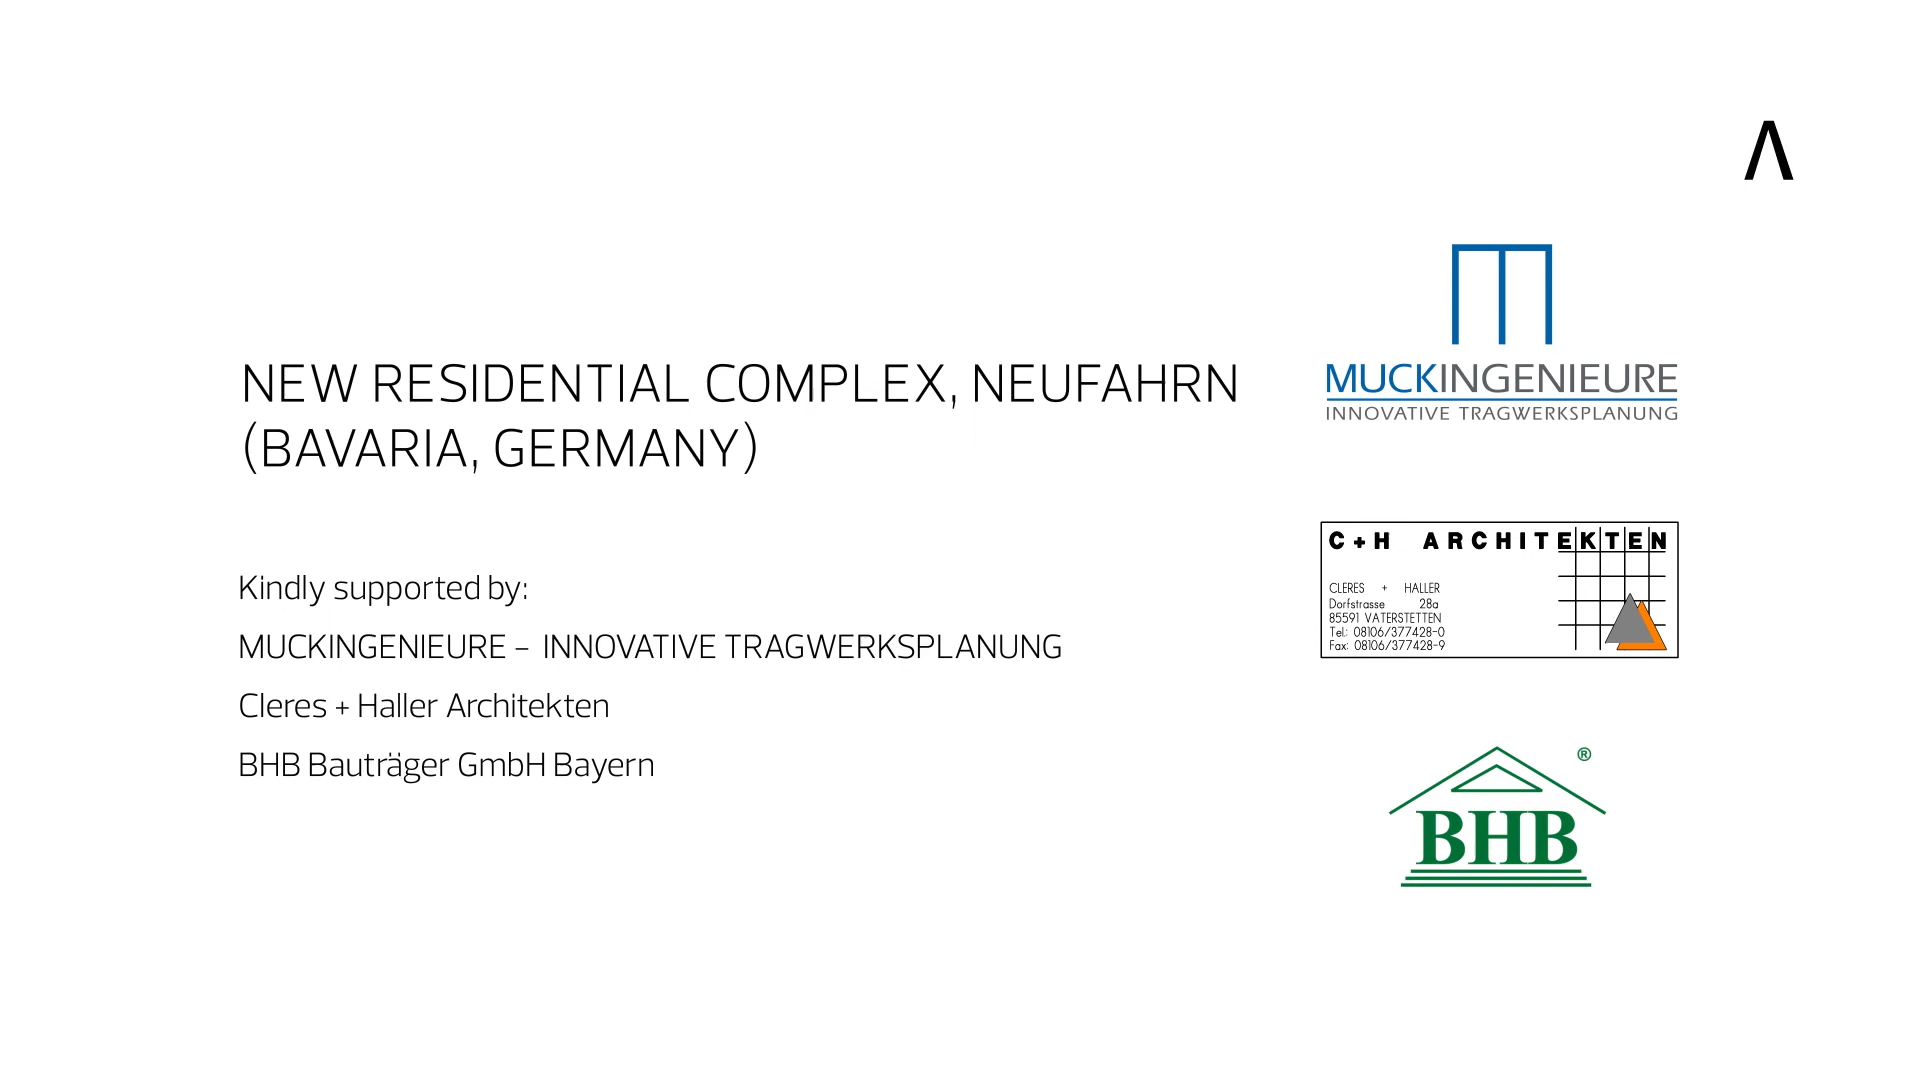 NEW RESIDENTIAL COMPLEX, NEUFAHRN
(BAVARIA, GERMANY)
Kindly supported by:
MUCKINGENIEURE – INNOVATIVE TRAGWERKSPLANUNG
Cleres + Haller Architekten
BHB Bauträger GmbH Bayern
MUCKINGENIEURE
INNOVATIVE TRAGWERKSPLANUNG
C+H ARCHITEKTEN
CLERES + HALLER
Dorfstrasse 28a
85591 VATERSTETTEN
Tel.: 08106/377428-0
Fax: 08106/377428-9
®
BHB